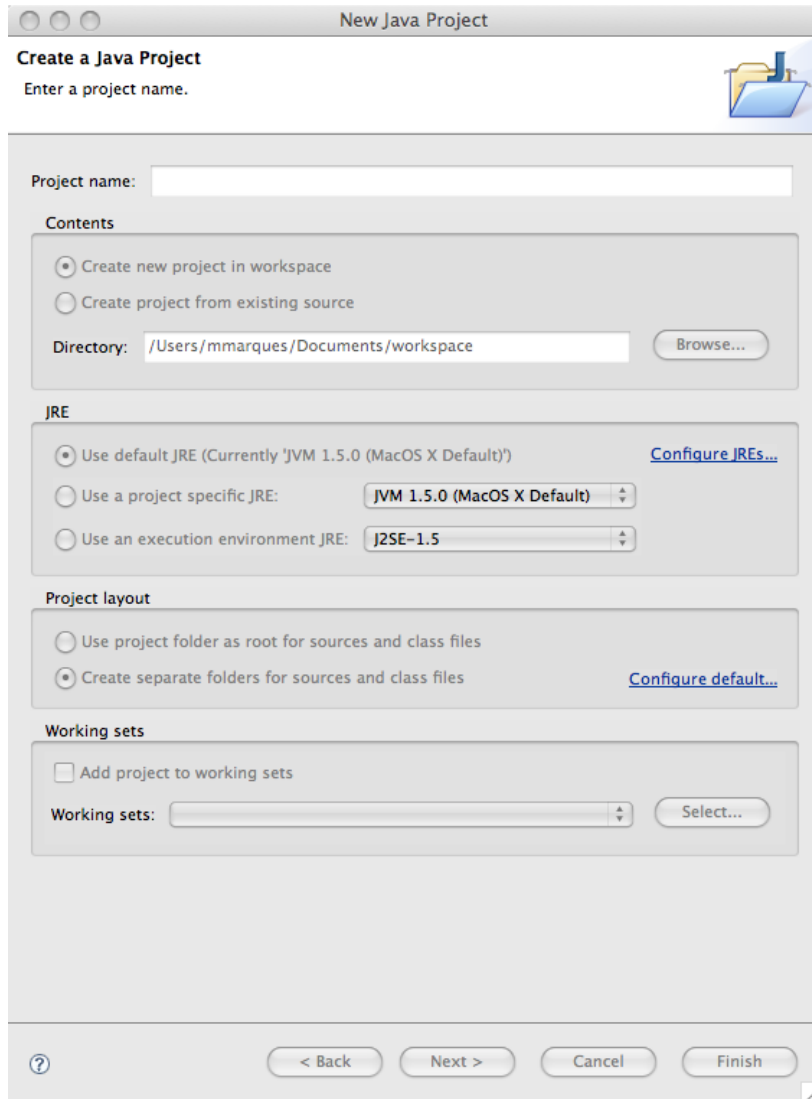 New Java Project
Create a Java Project
Enter a project name.
Project name:
Contents
Create new project in workspace
Create project from existing source
Directory: /Users/mmarques/Documents/workspace Browse...
JRE
Use default JRE (Currently 'JVM 1.5.0 (MacOS X Default)') Configure JREs...
Use a project specific JRE: JVM 1.5.0 (MacOS X Default)
Use an execution environment JRE: J2SE-1.5
Project layout
Use project folder as root for sources and class files
Create separate folders for sources and class files Configure default...
Working sets
Add project to working sets
Working sets: Select...
? < Back Next > Cancel Finish